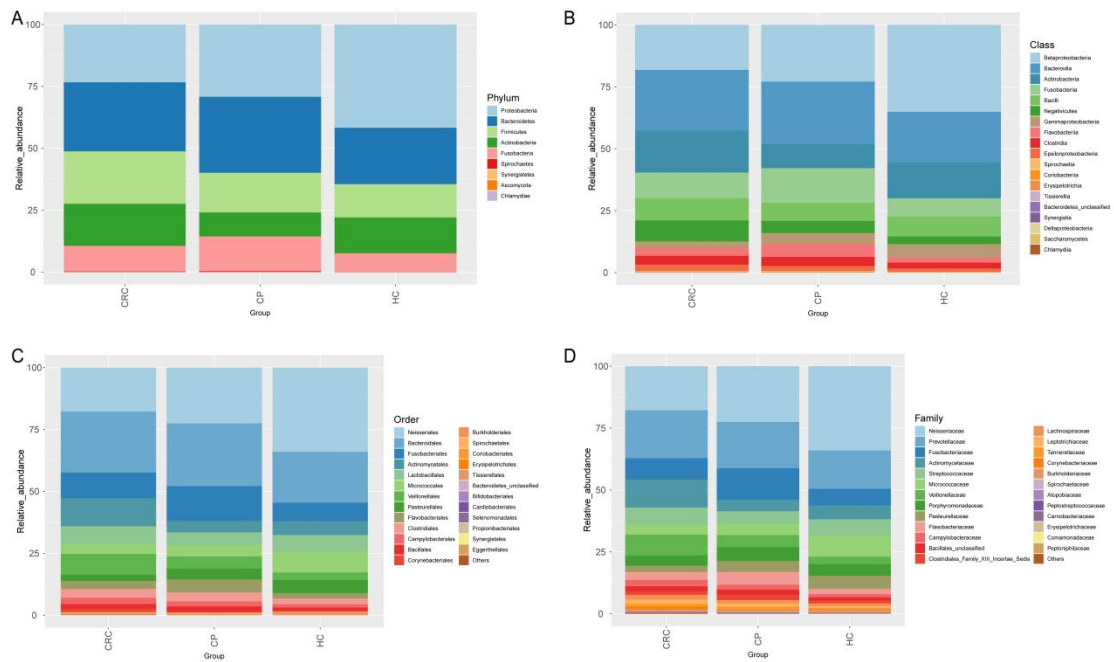 A
100
75
50
25
0
Relative_abundance
CRC
CP
HC
Group
Phylum
Proteobacteria
Bacteroidetes
Firmicutes
Actinobacteria
Fusobacteria
Spirochaetes
Synergistetes
Ascomycota
Chlamydiae
B
100
75
50
25
0
Relative_abundance
CRC
CP
HC
Group
Class
Betaproteobacteria
Bacteroidia
Actinobacteria
Fusobacteria
Bacilli
Negativicutes
Gammaproteobacteria
Flavobacteriia
Clostridia
Epsilonproteobacteria
Spirochaetia
Coriobacteriia
Erysipelotrichia
Tissierellia
Bacteroidetes_unclassified
Synergistia
Deltaproteobacteria
Saccharomycetes
Chlamydiia
C
100
75
50
25
0
Relative_abundance
CRC
CP
HC
Group
Order
Neisseriales
Bacteroidales
Fusobacteriales
Actinomycetales
Lactobacillales
Micrococcales
Veillonellales
Pasteurellales
Flavobacteriales
Clostridiales
Campylobacterales
Bacillales
Corynebacteriales
Burkholderiales
Spirochaetales
Coriobacteriales
Erysipelotrichales
Tissierellales
Bacteroidetes_unclassified
Bifidobacteriales
Cardiobacteriales
Selenomonadales
Propionibacteriales
Synergistales
Eggerthellales
Others
D
100
75
50
25
0
Relative_abundance
CRC
CP
HC
Group
Family
Neisseriaceae
Prevotellaceae
Fusobacteriaceae
Actinomycetaceae
Streptococcaceae
Micrococcaceae
Veillonellaceae
Porphyromonadaceae
Pasteurellaceae
Flavobacteriaceae
Campylobacteraceae
Bacillales_unclassified
Clostridiales_Family_XIII_Incertae_Sedis
Lachnospiraceae
Leptotrichiaceae
Tannerellaceae
Corynebacteriaceae
Burkholderiaceae
Spirochaetaceae
Atopobiaceae
Peptostreptococcaceae
Carnobacteriaceae
Erysipelotrichaceae
Comamonadaceae
Peptoniphilaceae
Others